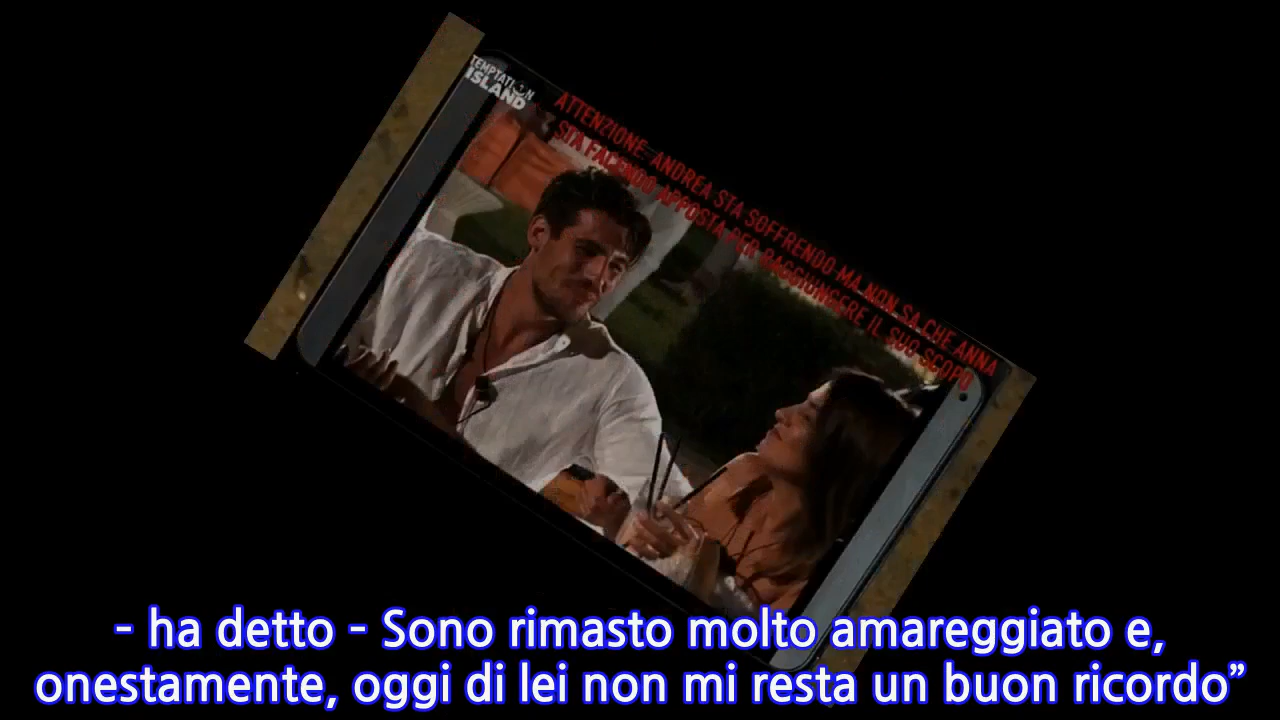 TEMPTATION
ISLAND
ATTENZIONE: ANDREA STA SOFFRENDO MA NON SA CHE ANNA
STA FACENDO APPOSTA PER RAGGIUNGERE IL SUO SCOPO
- ha detto - Sono rimasto molto amareggiato e,
onestamente, oggi di lei non mi resta un buon ricordo”